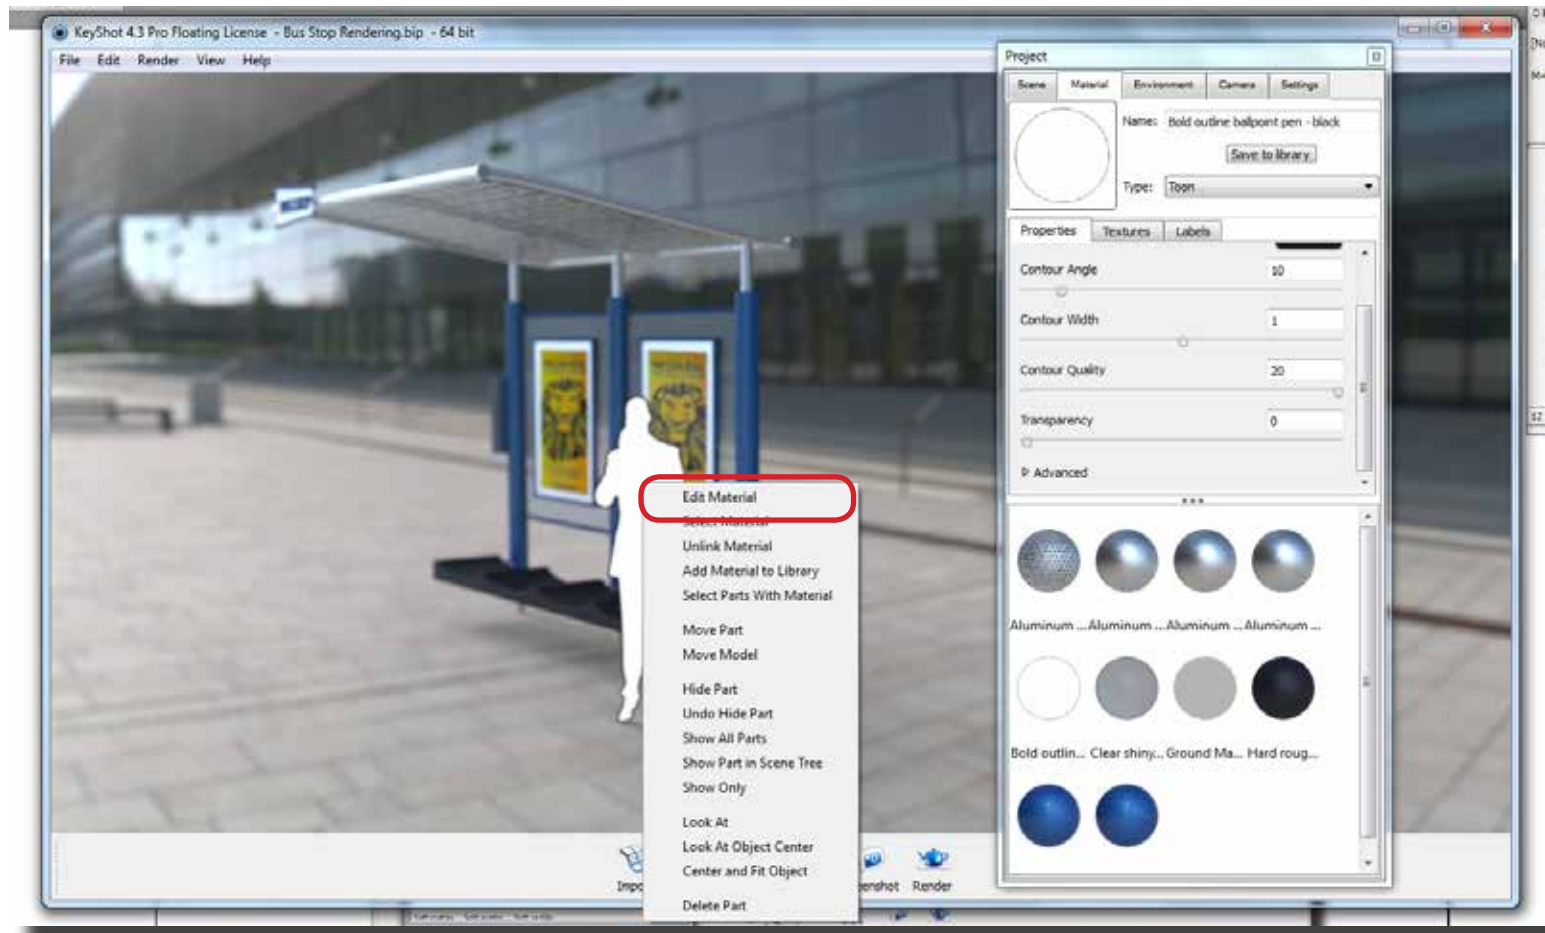 KeyShot 4.3 Pro Floating License - Bus Stop Rendering.bip - 64 bit
File Edit Render View Help
Project
Scene Material Environment Camera Settings
Name: Bold outline ballpoint pen - black
Save to library
Type: Toon
Properties Textures Labels
Contour Angle 10
Contour Width 1
Contour Quality 20
Transparency 0
Advanced
Edit Material
Select Material
Unlink Material
Add Material to Library
Select Parts With Material
Move Part
Move Model
Hide Part
Undo Hide Part
Show All Parts
Show Part in Scene Tree
Show Only
Look At
Look At Object Center
Center and Fit Object
Delete Part
Aluminum ... Aluminum ... Aluminum ... Aluminum ...
Bold outlin... Clear shiny... Ground Ma... Hard roug...
Impo
enshot Render